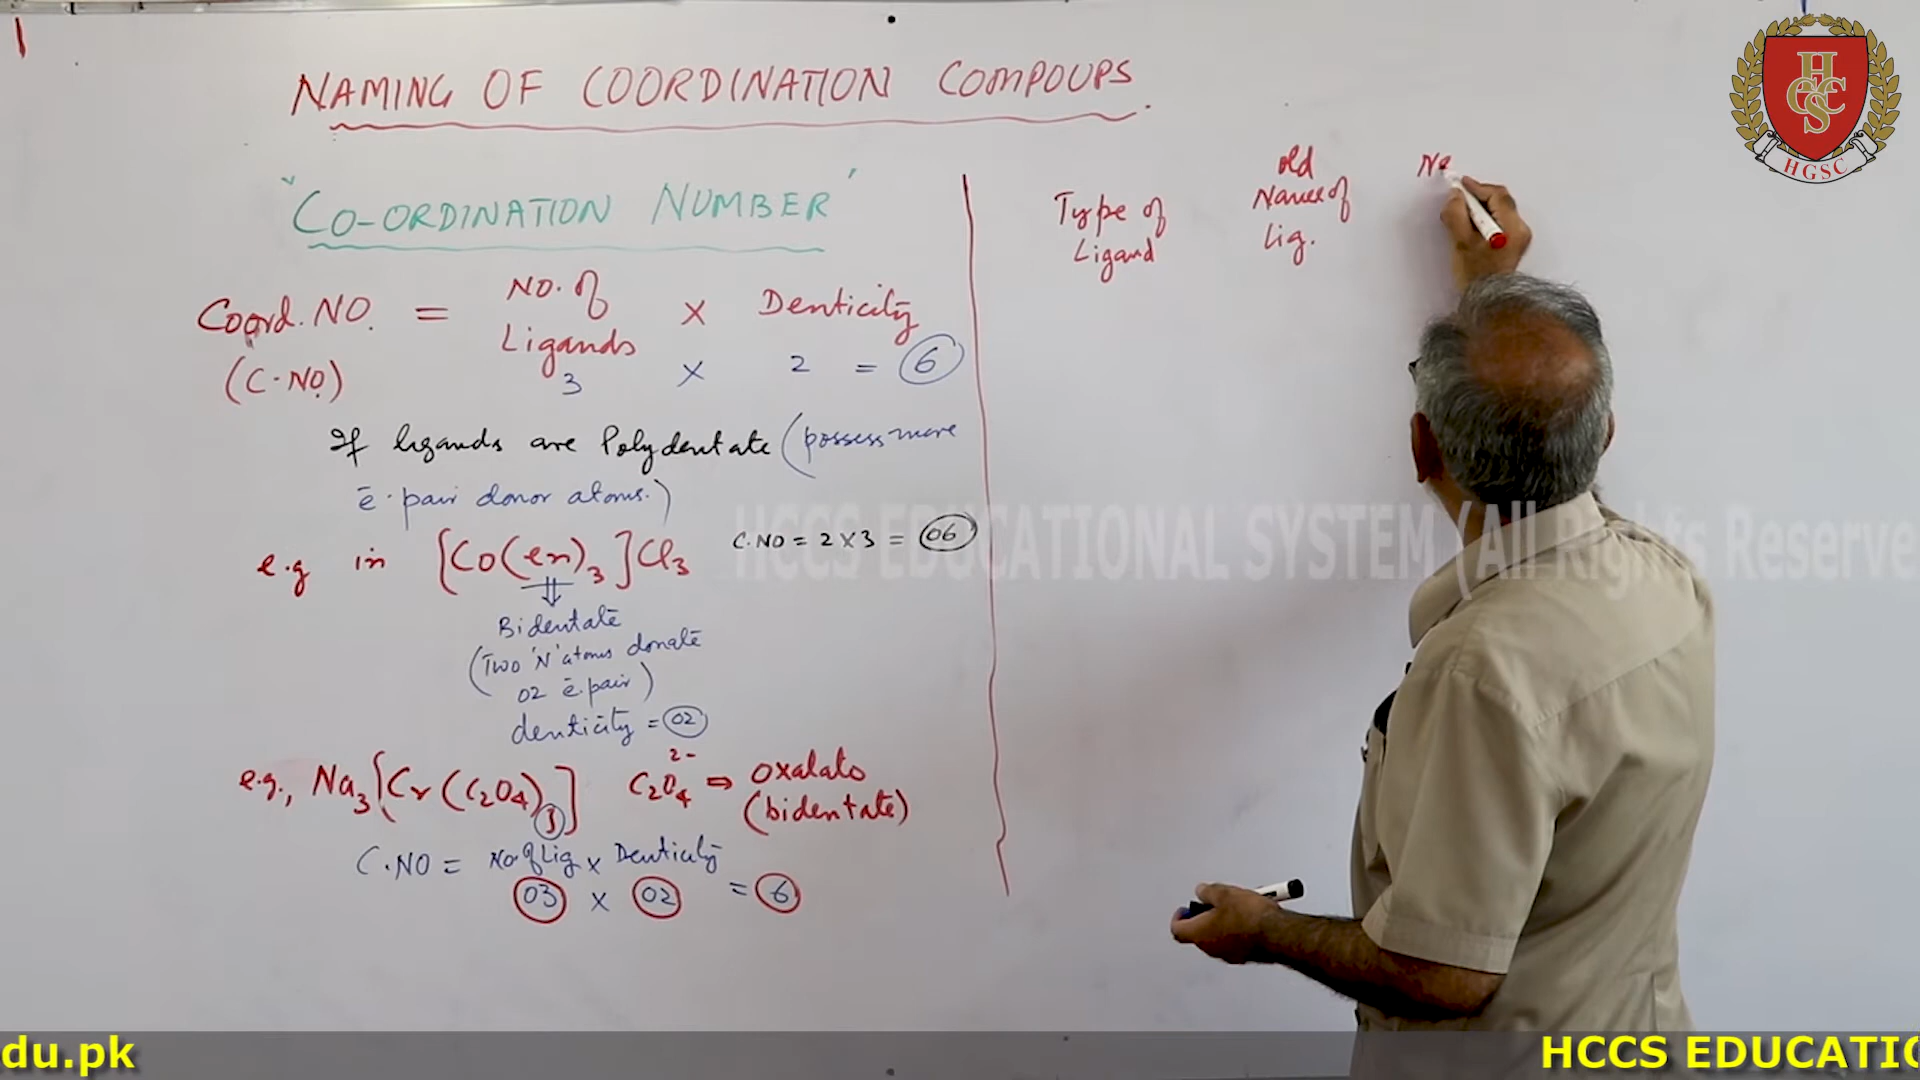 NAMING OF COORDINATION COMPOUPS.
"CO-ORDINATION NUMBER"
Coord. NO. = NO. of Ligands x Denticity
(C.NO.)
3 x 2 = 6
If ligands are Polydentate (possess more
ē.pair donor atoms.)
e.g in [Co(en)3]Cl3 C.NO = 2 x 3 = 06
Bidentate
(Two 'N' atoms donate
02 ē.pair)
denticity = 02
e.g., Na3[Cr(C2O4)3] C2O4 2- ⇒ oxalato
(bidentate)
C.NO = No. of Lig x Denticity
03 x 02 = 6
Type of
Ligand
old
Name of
Lig.
Ne
HGSC
HCCS EDUCATIONAL SYSTEM (All Rights Reserve
du.pk
HCCS EDUCATIO